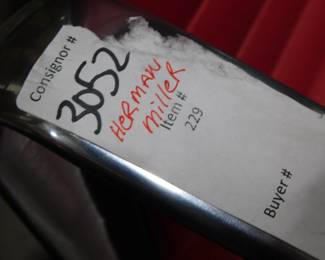 Consignor #
3052
HERMAN
miller
Item #
229
Buyer #